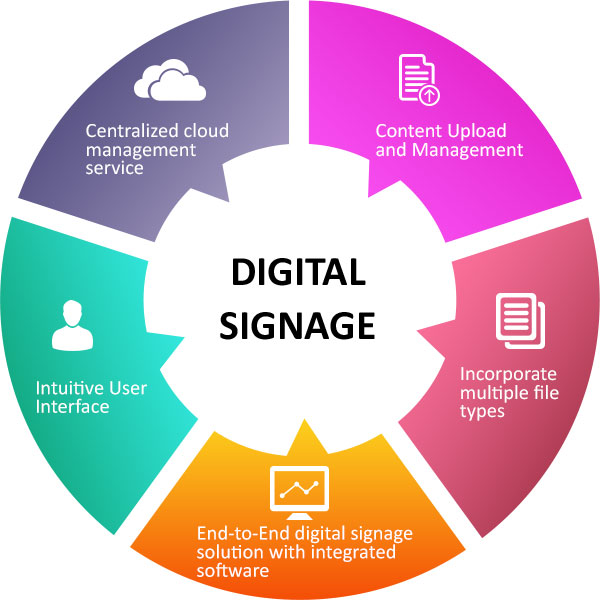 Centralized cloud
management
service
Content Upload
and Management
DIGITAL
SIGNAGE
Intuitive User
Interface
Incorporate
multiple file
types
End-to-End digital signage
solution with integrated
software